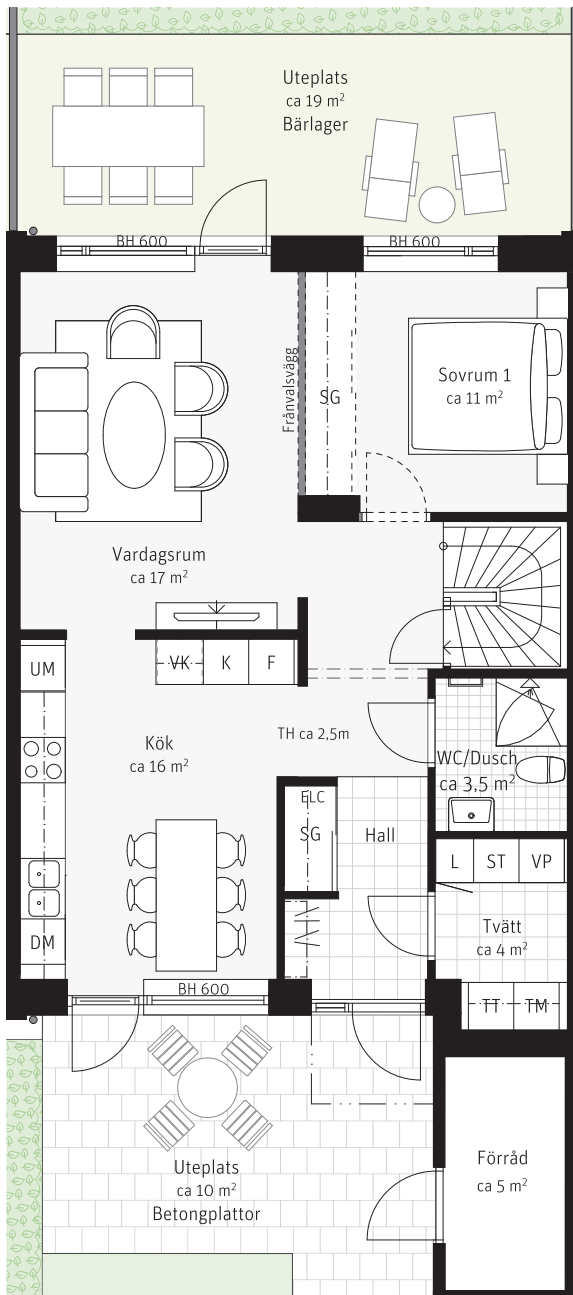 Uteplats
ca 19 m²
Bärlager
BH 600
BH 600
Frånvalsvägg
SG
Sovrum 1
ca 11 m²
Vardagsrum
ca 17 m²
UM
VK
K
F
Kök
ca 16 m²
TH ca 2,5m
WC/Dusch
ca 3,5 m²
ELC
SG
Hall
L
ST
VP
Tvätt
ca 4 m²
DM
BH 600
TT
TM
Uteplats
ca 10 m²
Betongplattor
Förråd
ca 5 m²